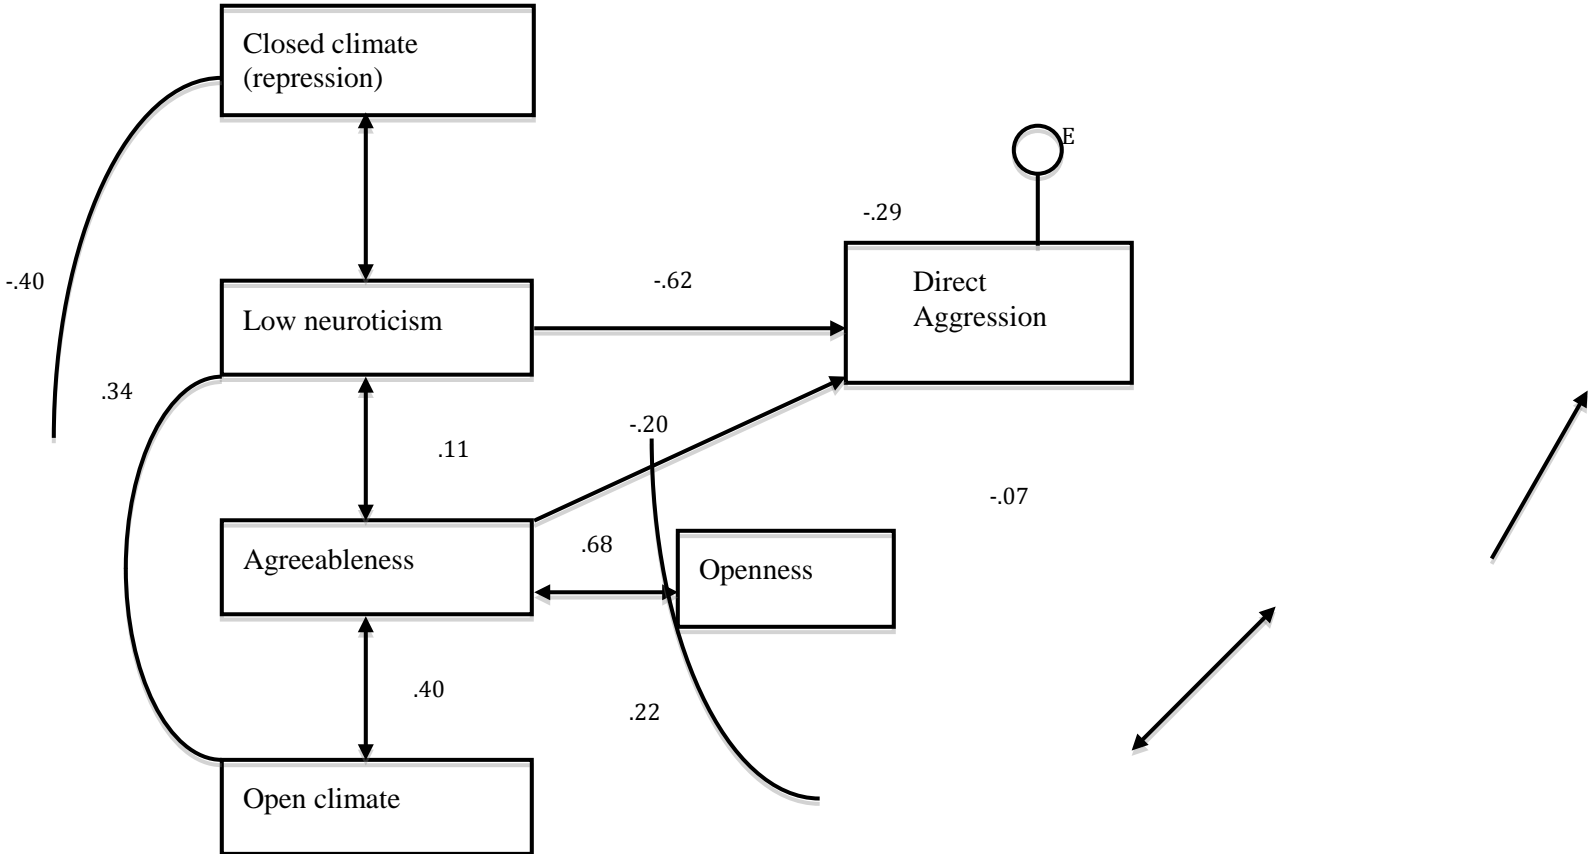 Closed climate
(repression)
E
-.29
-.40
-.62
Direct
Aggression
Low neuroticism
.34
-.20
.11
-.07
.68
Agreeableness
Openness
.40
.22
Open climate